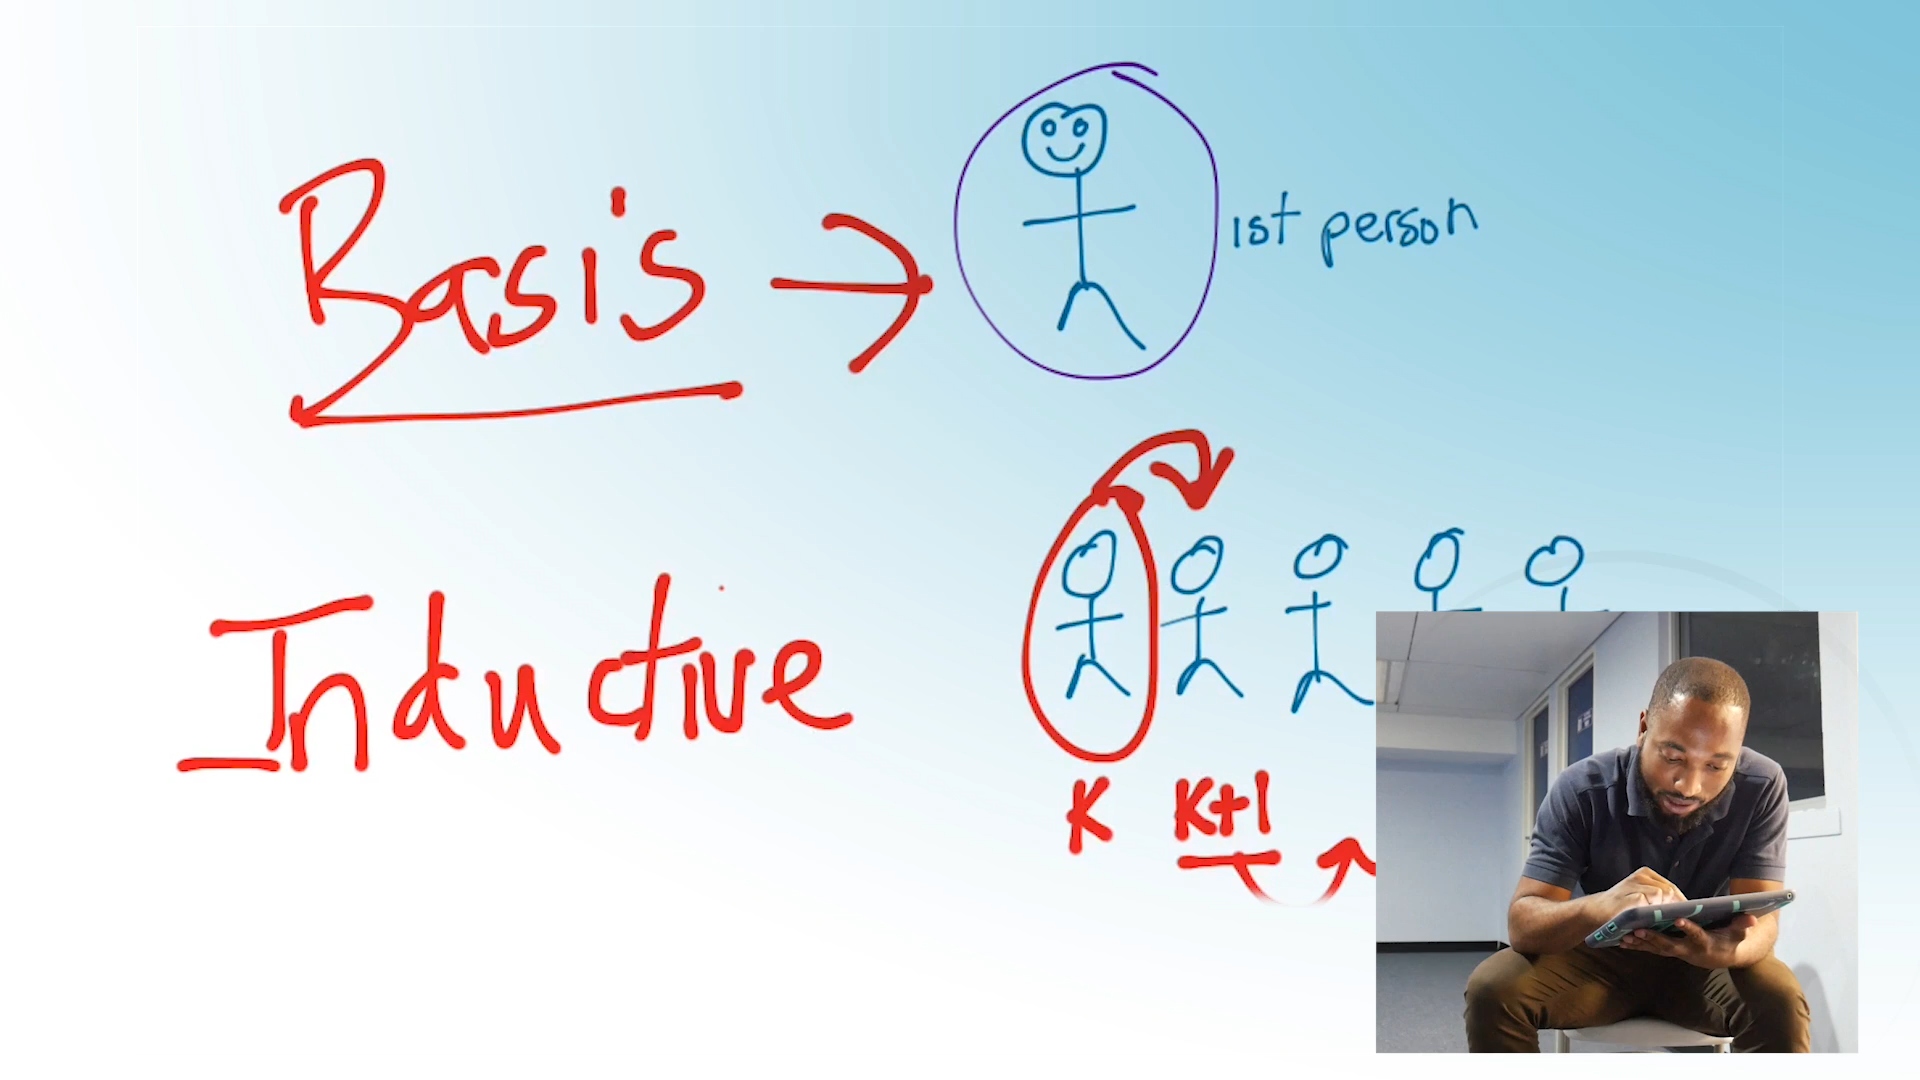 Basis → 1st person
Inductive
K K+1